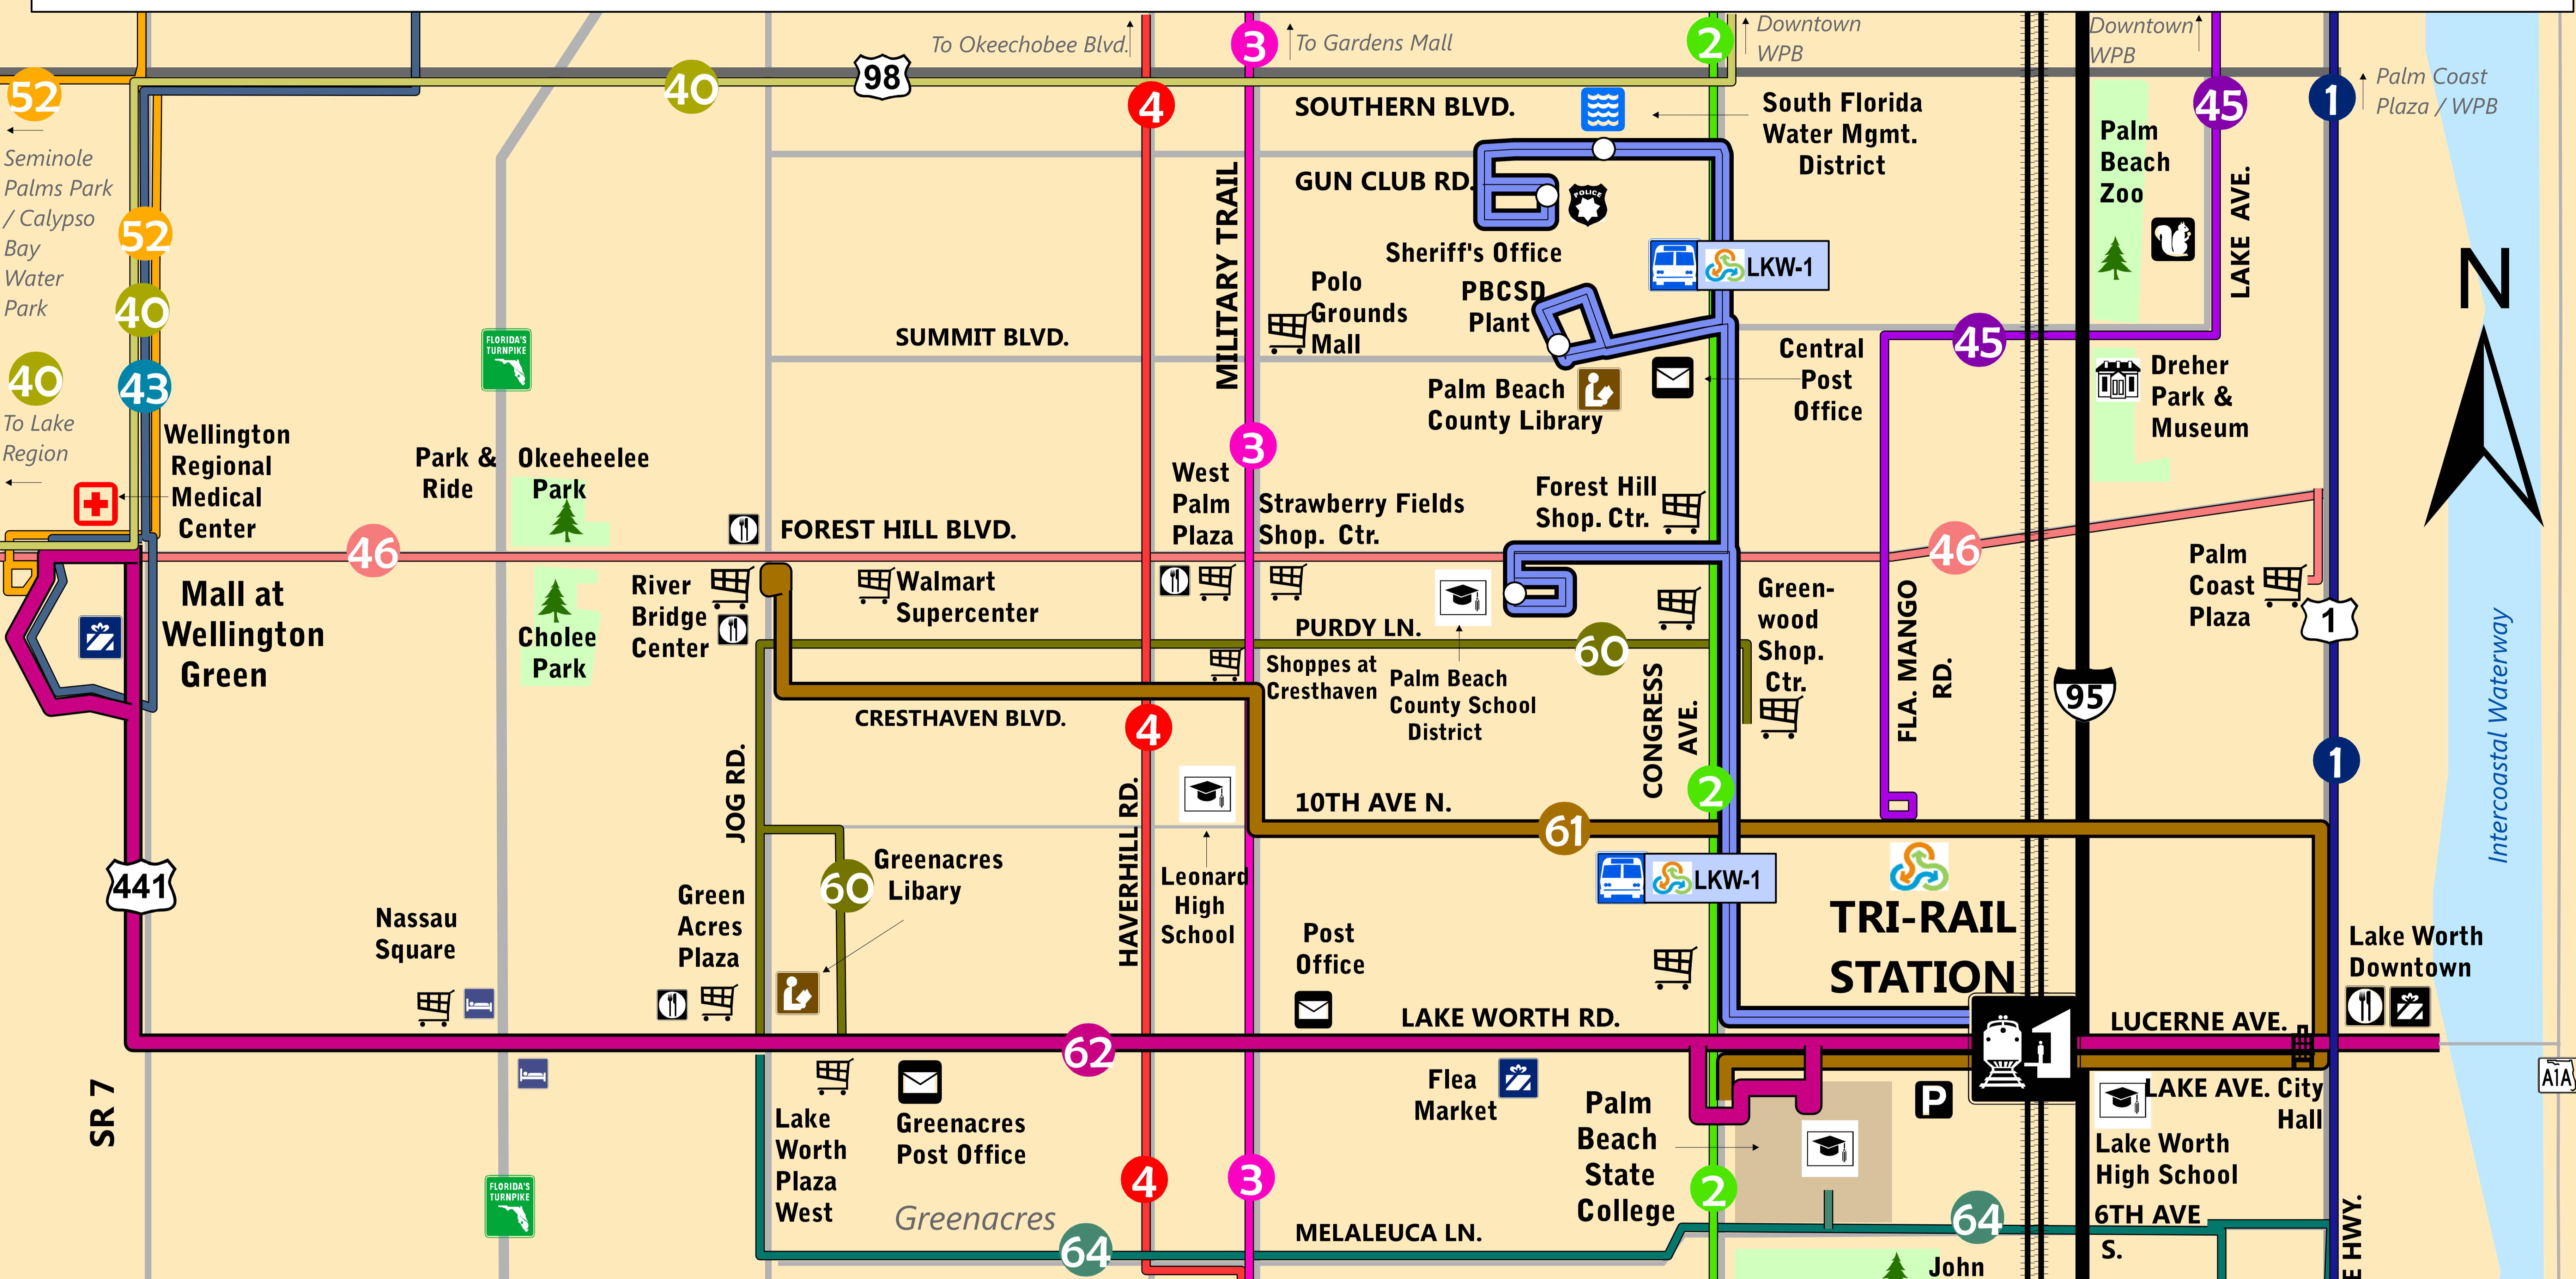 To Okeechobee Blvd.
3
To Gardens Mall
2
Downtown
WPB
Downtown
WPB
52
40
98
4
SOUTHERN BLVD.
South Florida
Water Mgmt.
District
45
1
Palm Coast
Plaza / WPB
Seminole
Palms Park
/ Calypso
Bay
Water
Park
52
40
43
40
To Lake
Region
GUN CLUB RD.
POLICE
Sheriff's Office
LKW-1
Palm
Beach
Zoo
LAKE AVE.
N
MILITARY TRAIL
Polo
Grounds
Mall
PBCSD
Plant
SUMMIT BLVD.
FLORIDA'S
TURNPIKE
Central
Post
Office
45
Dreher
Park &
Museum
Palm Beach
County Library
3
Wellington
Regional
Medical
Center
Park &
Ride
Okeeheelee
Park
West
Palm
Plaza
Strawberry Fields
Shop. Ctr.
Forest Hill
Shop. Ctr.
FOREST HILL BLVD.
46
46
Mall at
Wellington
Green
Cholee
Park
River
Bridge
Center
Walmart
Supercenter
PURDY LN.
60
Shoppes at
Cresthaven
Palm Beach
County School
District
Green-
wood
Shop.
Ctr.
FLA. MANGO
RD.
Palm
Coast
Plaza
1
95
Intercoastal Waterway
CRESTHAVEN BLVD.
4
CONGRESS
AVE.
2
1
JOG RD.
HAVERHILL RD.
10TH AVE N.
61
441
60
Greenacres
Libary
Leonard
High
School
LKW-1
TRI-RAIL
STATION
Nassau
Square
Green
Acres
Plaza
Post
Office
Lake Worth
Downtown
LAKE WORTH RD.
LUCERNE AVE.
62
SR 7
Lake
Worth
Plaza
West
Greenacres
Post Office
Flea
Market
Palm
Beach
State
College
P
LAKE AVE.
City
Hall
A1A
Lake Worth
High School
FLORIDA'S
TURNPIKE
4
3
2
Greenacres
64
MELALEUCA LN.
64
6TH AVE
S.
E HWY.
John